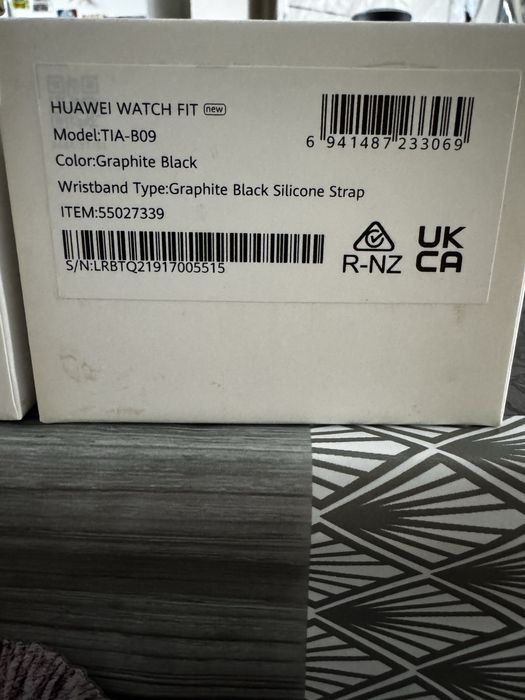 HUAWEI WATCH FIT new
Model:TIA-B09
Color:Graphite Black
Wristband Type:Graphite Black Silicone Strap
ITEM:55027339
6 941487 233069
S/N:LRBTQ21917005515
R-NZ
UK
CA